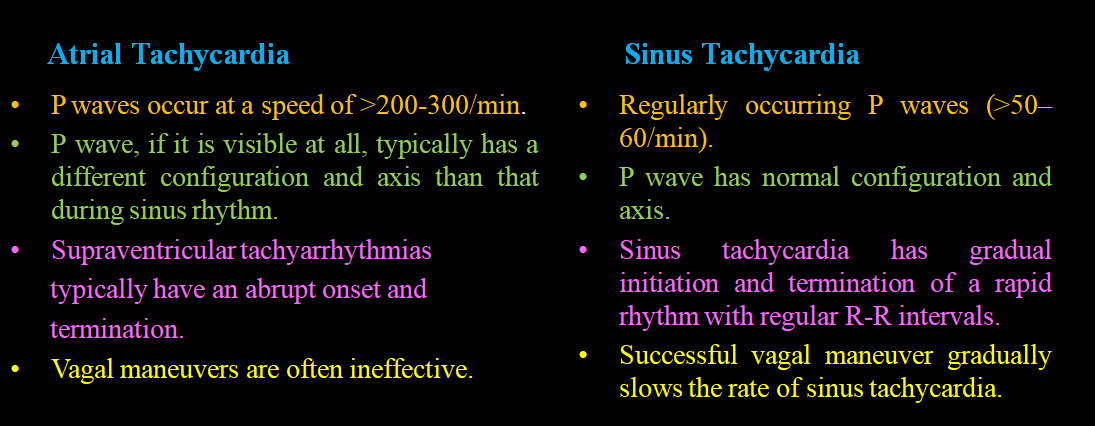 Atrial Tachycardia
• P waves occur at a speed of >200-300/min.
• P wave, if it is visible at all, typically has a
different configuration and axis than that
during sinus rhythm.
• Supraventricular tachyarrhythmias
typically have an abrupt onset and
termination.
• Vagal maneuvers are often ineffective.
Sinus Tachycardia
• Regularly occurring P waves (>50–
60/min).
• P wave has normal configuration and
axis.
• Sinus tachycardia has gradual
initiation and termination of a rapid
rhythm with regular R-R intervals.
• Successful vagal maneuver gradually
slows the rate of sinus tachycardia.